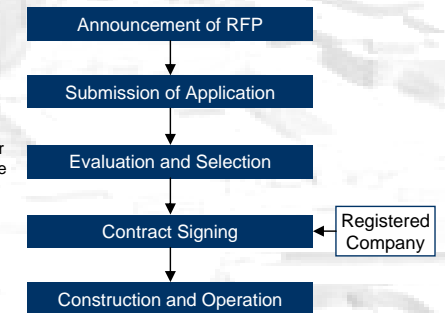 Announcement of RFP
Submission of Application
r
e
Evaluation and Selection
Contract Signing
Registered
Company
Construction and Operation